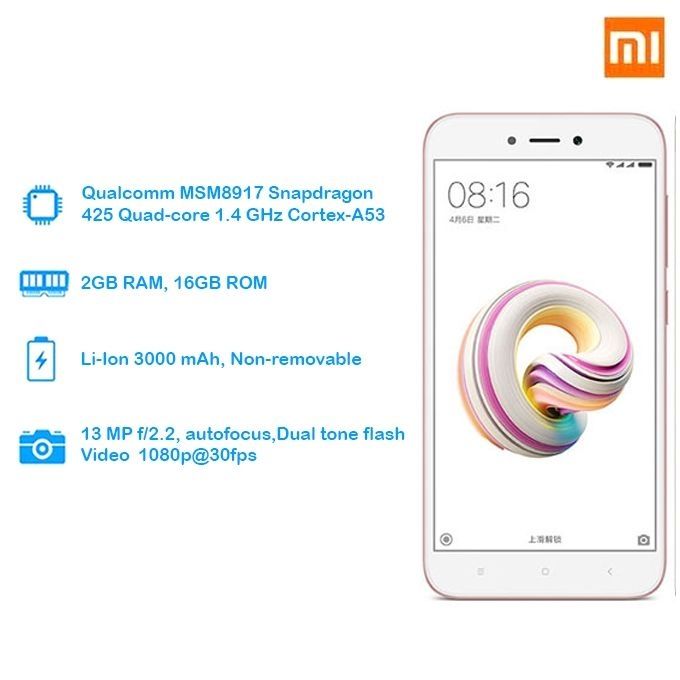 mi
Qualcomm MSM8917 Snapdragon
425 Quad-core 1.4 GHz Cortex-A53
2GB RAM, 16GB ROM
Li-Ion 3000 mAh, Non-removable
13 MP f/2.2, autofocus,Dual tone flash
Video 1080p@30fps
08:16
4月6日 星期二
上滑解锁